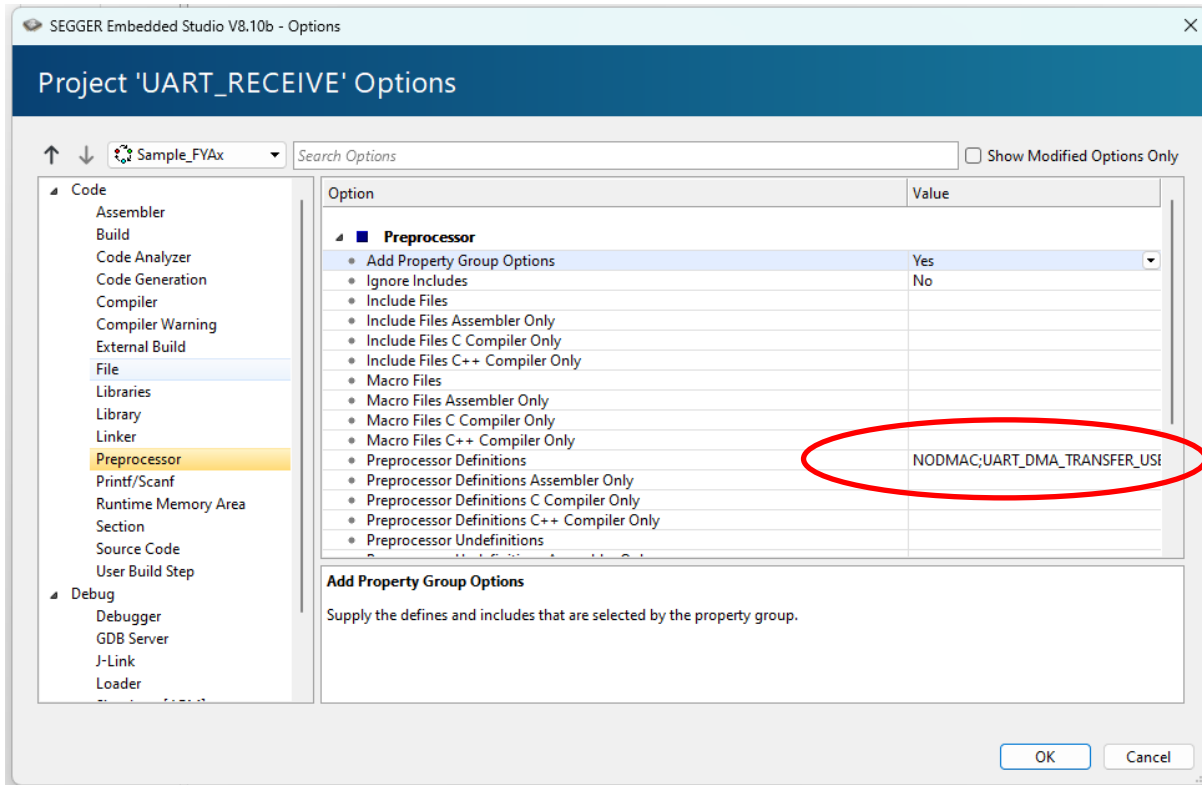 SEGGER Embedded Studio V8.10b - Options
Project 'UART_RECEIVE' Options
Sample_FYAx
Search Options
Show Modified Options Only
Code
Assembler
Build
Code Analyzer
Code Generation
Compiler
Compiler Warning
External Build
File
Libraries
Library
Linker
Preprocessor
Printf/Scanf
Runtime Memory Area
Section
Source Code
User Build Step
Debug
Debugger
GDB Server
J-Link
Loader
Option Value
Preprocessor
Add Property Group Options Yes
Ignore Includes No
Include Files
Include Files Assembler Only
Include Files C Compiler Only
Include Files C++ Compiler Only
Macro Files
Macro Files Assembler Only
Macro Files C Compiler Only
Macro Files C++ Compiler Only
Preprocessor Definitions NODMAC;UART_DMA_TRANSFER_USE
Preprocessor Definitions Assembler Only
Preprocessor Definitions C Compiler Only
Preprocessor Definitions C++ Compiler Only
Preprocessor Undefinitions
Add Property Group Options
Supply the defines and includes that are selected by the property group.
OK Cancel